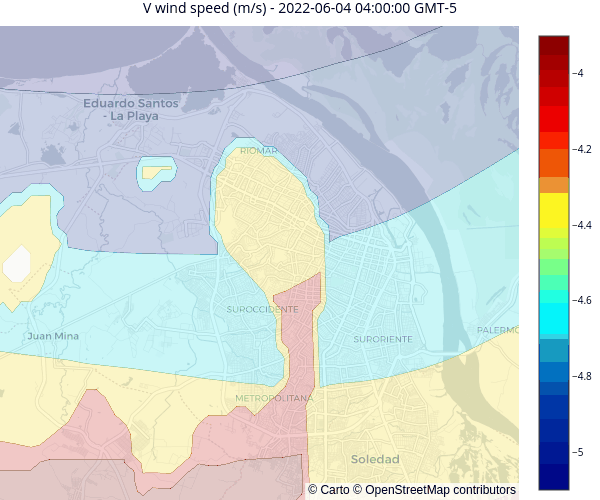 V wind speed (m/s) - 2022-06-04 04:00:00 GMT-5
−4
Eduardo Santos
- La Playa
RIOMAR
−4.2
−4.4
−4.6
SUROCCIDENTE
PALERMO
Juan Mina
SURORIENTE
−4.8
METROPOLITANA
Soledad
−5
© Carto © OpenStreetMap contributors